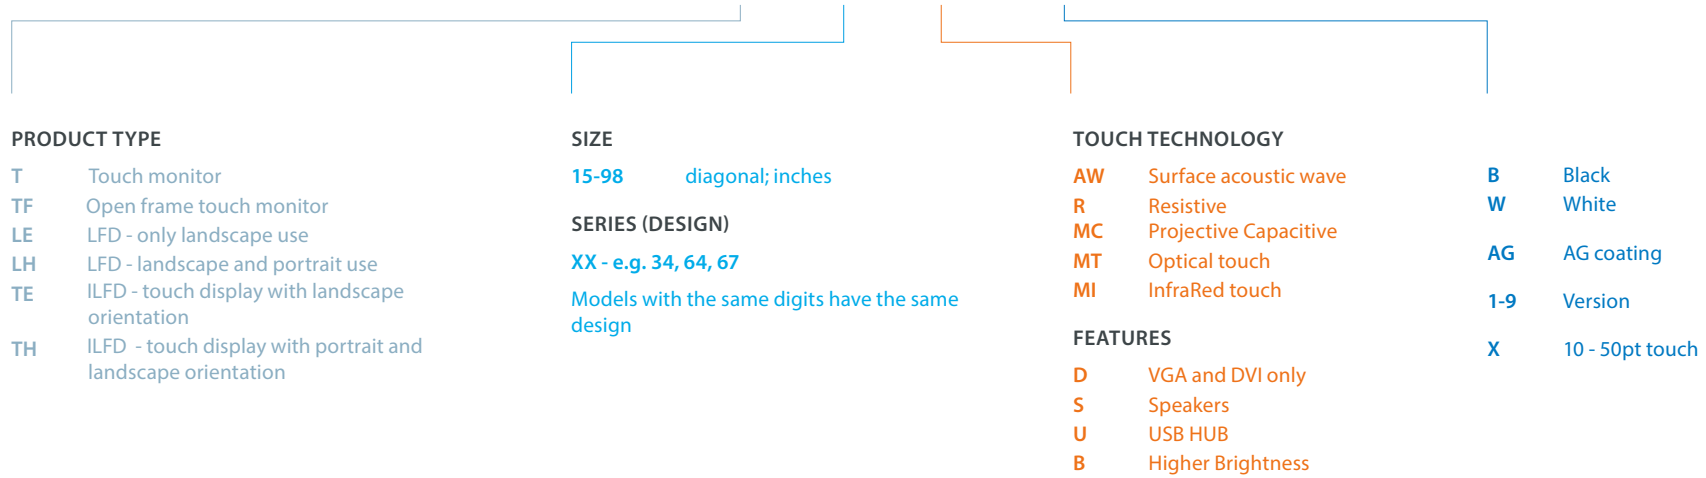 PRODUCT TYPE
T Touch monitor
TF Open frame touch monitor
LE LFD - only landscape use
LH LFD - landscape and portrait use
TE ILFD - touch display with landscape
orientation
TH ILFD - touch display with portrait and
landscape orientation
SIZE
15-98 diagonal; inches
SERIES (DESIGN)
XX - e.g. 34, 64, 67
Models with the same digits have the same
design
TOUCH TECHNOLOGY
AW Surface acoustic wave
R Resistive
MC Projective Capacitive
MT Optical touch
MI InfraRed touch
FEATURES
D VGA and DVI only
S Speakers
U USB HUB
B Higher Brightness
B Black
W White
AG AG coating
1-9 Version
X 10 - 50pt touch